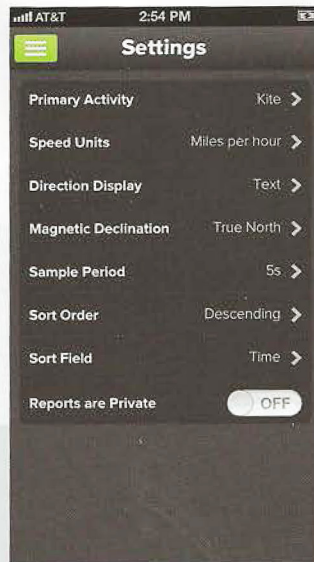 AT&T 2:54 PM
Settings
Primary Activity Kite
Speed Units Miles per hour
Direction Display Text
Magnetic Declination True North
Sample Period 5s
Sort Order Descending
Sort Field Time
Reports are Private OFF